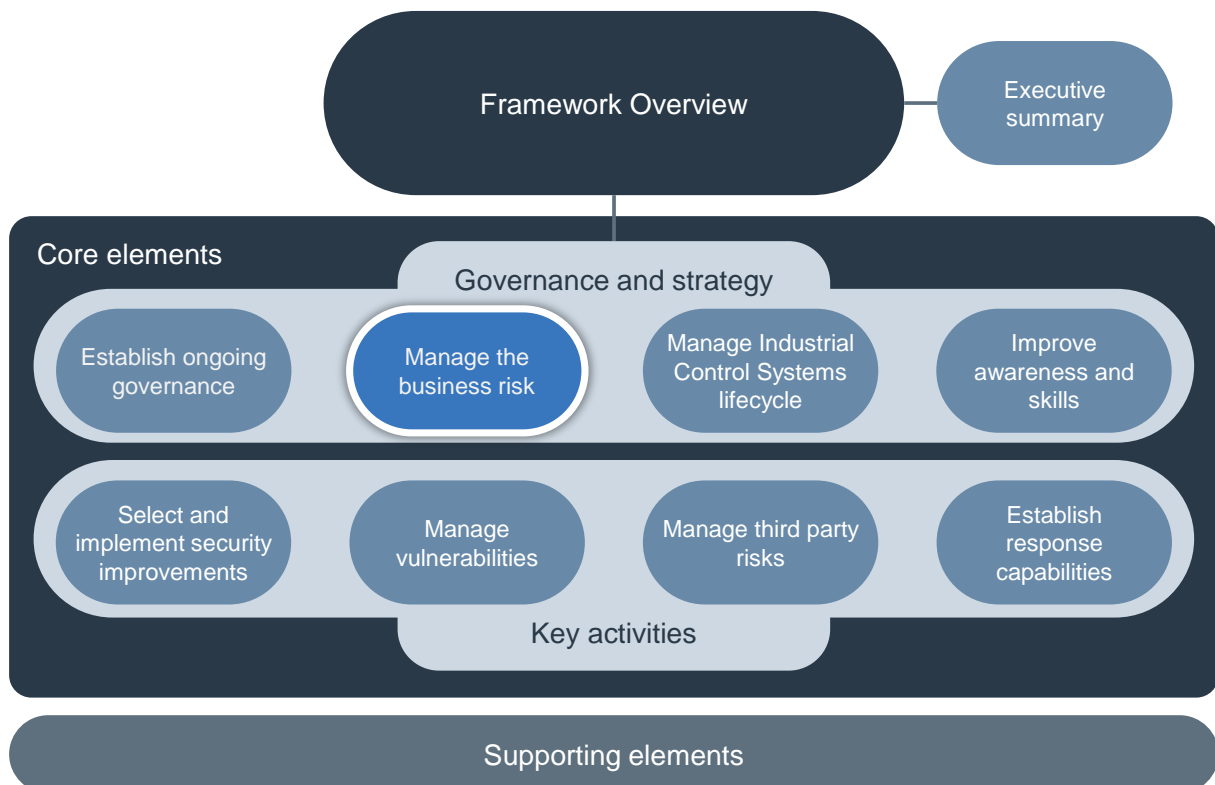 Framework Overview
Executive
summary
Core elements
Governance and strategy
Establish ongoing
governance
Manage the
business risk
Manage Industrial
Control Systems
lifecycle
Improve
awareness and
skills
Select and
implement security
improvements
Manage
vulnerabilities
Manage third party
risks
Establish
response
capabilities
Key activities
Supporting elements